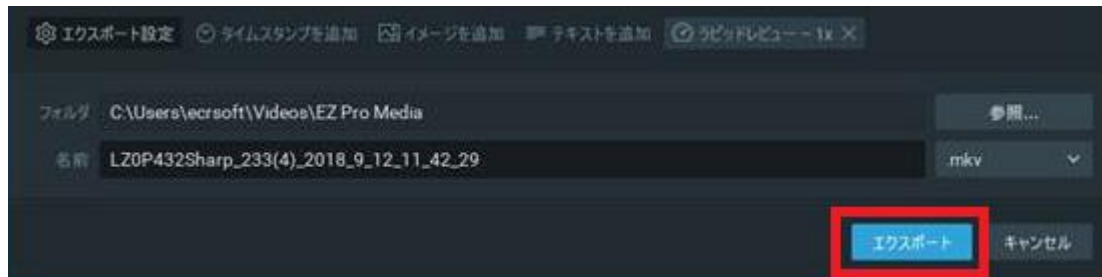 エクスポート設定 タイムスタンプを追加 イメージを追加 テキストを追加 ラピッドレビュー - 1x ×
フォルダ C:\Users\ecrsoft\Videos\EZ Pro Media 参照...
名前 LZ0P432Sharp_233(4)_2018_9_12_11_42_29 .mkv
エクスポート キャンセル